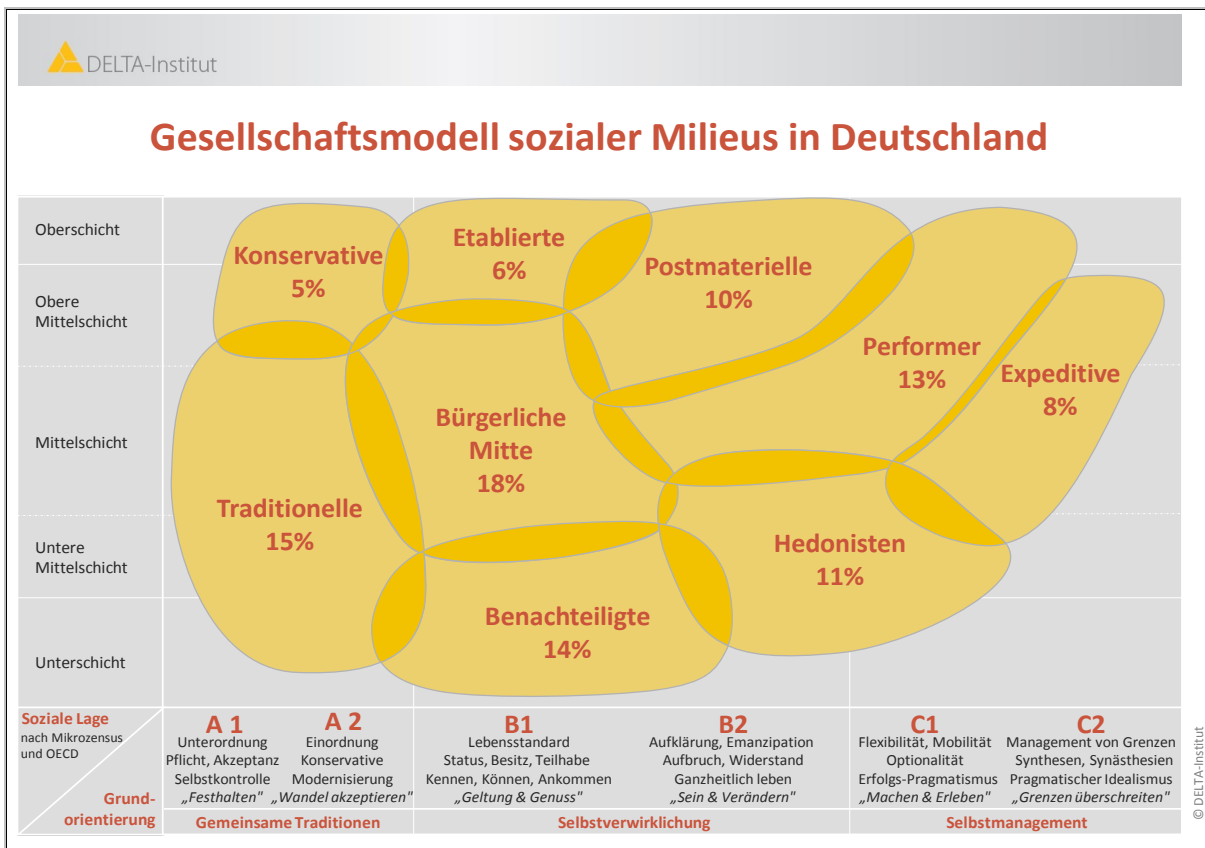 DELTA-Institut
Gesellschaftsmodell sozialer Milieus in Deutschland
Oberschicht
Obere
Mittelschicht
Mittelschicht
Untere
Mittelschicht
Unterschicht
Konservative
5%
Etablierte
6%
Postmaterielle
10%
Performer
13%
Expeditive
8%
Bürgerliche
Mitte
18%
Traditionelle
15%
Hedonisten
11%
Benachteiligte
14%
Soziale Lage
nach Mikrozensus
und OECD
Grund-
orientierung
A 1
Unterordnung
Pflicht, Akzeptanz
Selbstkontrolle
„Festhalten"
A 2
Einordnung
Konservative
Modernisierung
„Wandel akzeptieren"
B1
Lebensstandard
Status, Besitz, Teilhabe
Kennen, Können, Ankommen
„Geltung & Genuss"
B2
Aufklärung, Emanzipation
Aufbruch, Widerstand
Ganzheitlich leben
„Sein & Verändern"
C1
Flexibilität, Mobilität
Optionalität
Erfolgs-Pragmatismus
„Machen & Erleben"
C2
Management von Grenzen
Synthesen, Synästhesien
Pragmatischer Idealismus
„Grenzen überschreiten"
Gemeinsame Traditionen
Selbstverwirklichung
Selbstmanagement
© DELTA-Institut